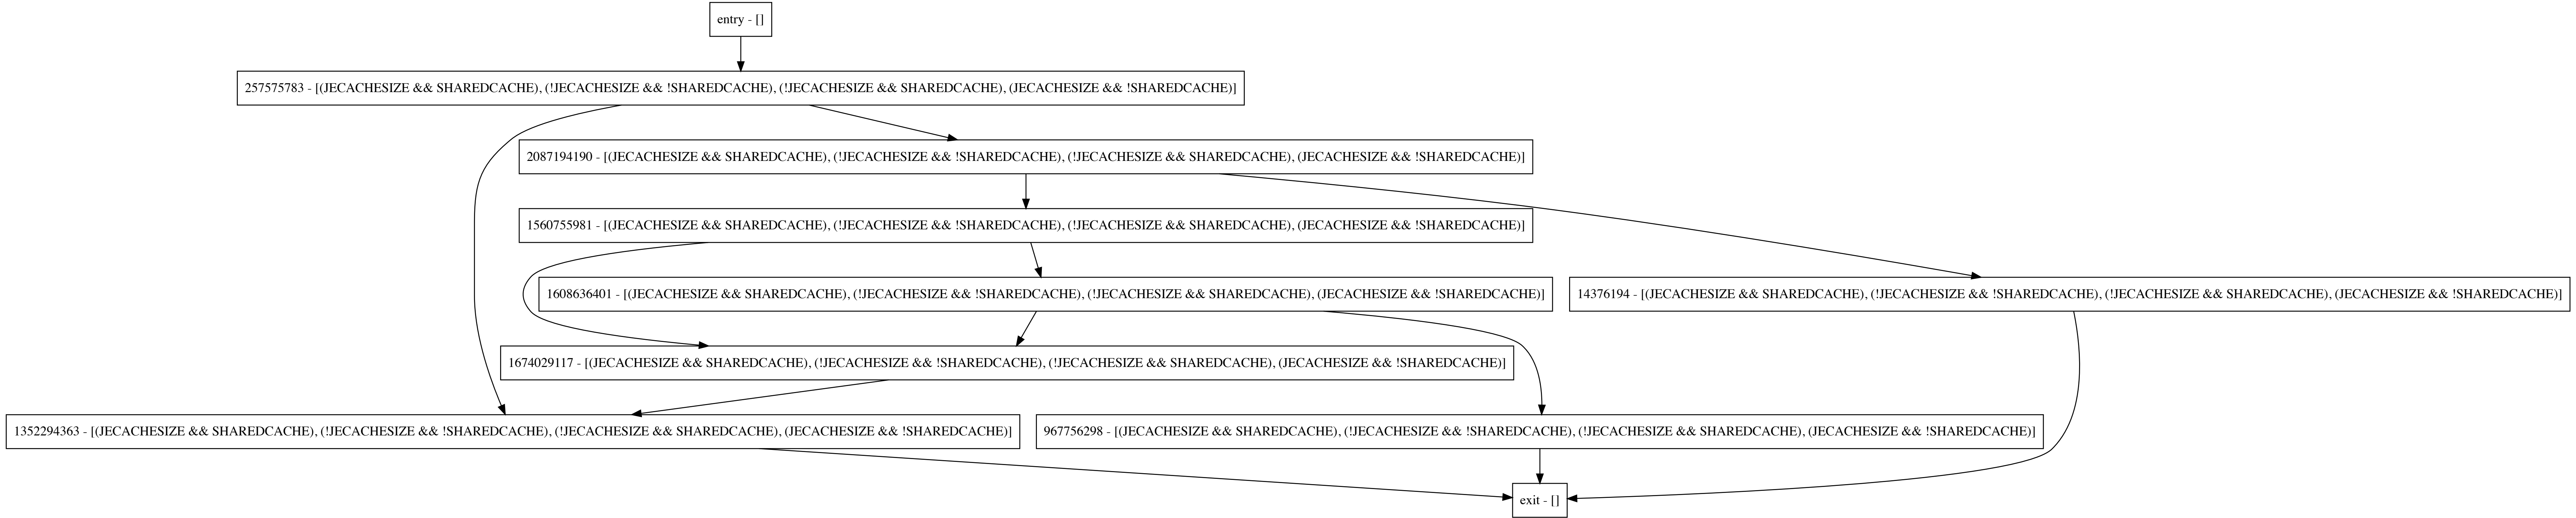 entry - []
257575783 - [(JECACHESIZE && SHAREDCACHE), (!JECACHESIZE && !SHAREDCACHE), (!JECACHESIZE && SHAREDCACHE), (JECACHESIZE && !SHAREDCACHE)]
2087194190 - [(JECACHESIZE && SHAREDCACHE), (!JECACHESIZE && !SHAREDCACHE), (!JECACHESIZE && SHAREDCACHE), (JECACHESIZE && !SHAREDCACHE)]
1560755981 - [(JECACHESIZE && SHAREDCACHE), (!JECACHESIZE && !SHAREDCACHE), (!JECACHESIZE && SHAREDCACHE), (JECACHESIZE && !SHAREDCACHE)]
1608636401 - [(JECACHESIZE && SHAREDCACHE), (!JECACHESIZE && !SHAREDCACHE), (!JECACHESIZE && SHAREDCACHE), (JECACHESIZE && !SHAREDCACHE)]
14376194 - [(JECACHESIZE && SHAREDCACHE), (!JECACHESIZE && !SHAREDCACHE), (!JECACHESIZE && SHAREDCACHE), (JECACHESIZE && !SHAREDCACHE)]
1674029117 - [(JECACHESIZE && SHAREDCACHE), (!JECACHESIZE && !SHAREDCACHE), (!JECACHESIZE && SHAREDCACHE), (JECACHESIZE && !SHAREDCACHE)]
1352294363 - [(JECACHESIZE && SHAREDCACHE), (!JECACHESIZE && !SHAREDCACHE), (!JECACHESIZE && SHAREDCACHE), (JECACHESIZE && !SHAREDCACHE)]
967756298 - [(JECACHESIZE && SHAREDCACHE), (!JECACHESIZE && !SHAREDCACHE), (!JECACHESIZE && SHAREDCACHE), (JECACHESIZE && !SHAREDCACHE)]
exit - []